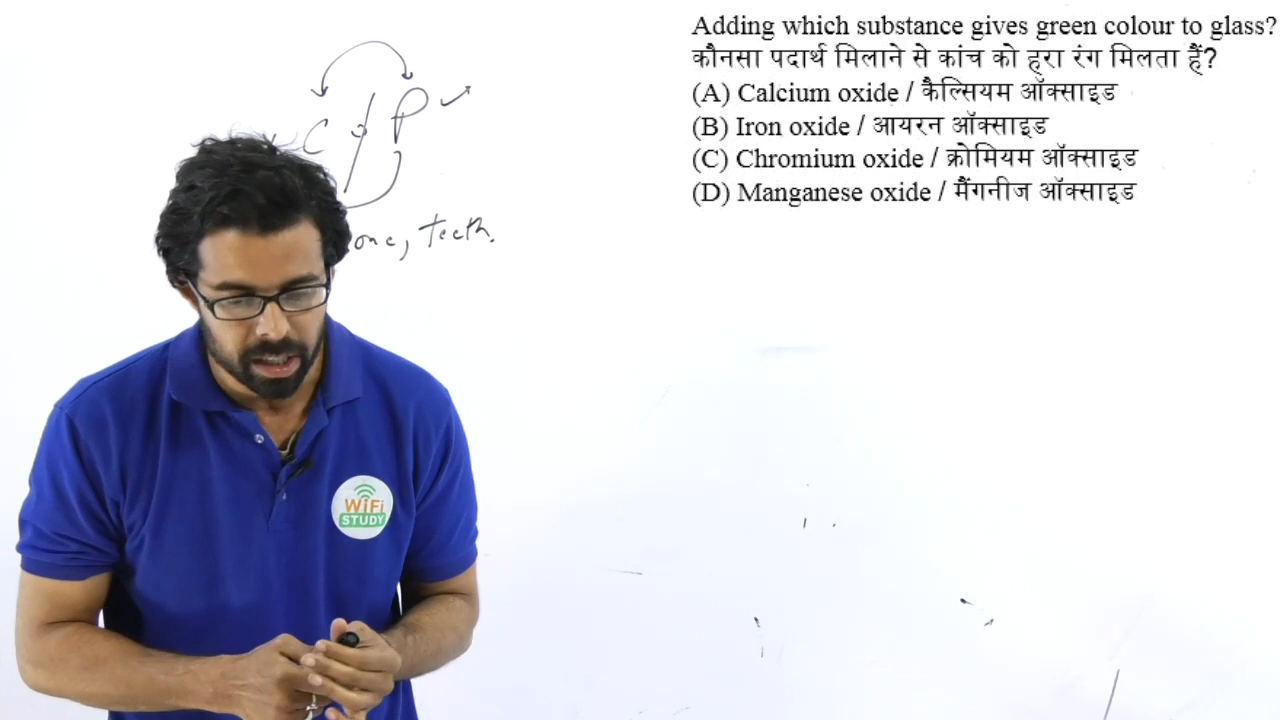 Adding which substance gives green colour to glass?
कौनसा पदार्थ मिलाने से कांच को हरा रंग मिलता हैं?
(A) Calcium oxide / कैल्सियम ऑक्साइड
(B) Iron oxide / आयरन ऑक्साइड
(C) Chromium oxide / क्रोमियम ऑक्साइड
(D) Manganese oxide / मैंगनीज ऑक्साइड
C P
teeth.
WiFi
STUDY